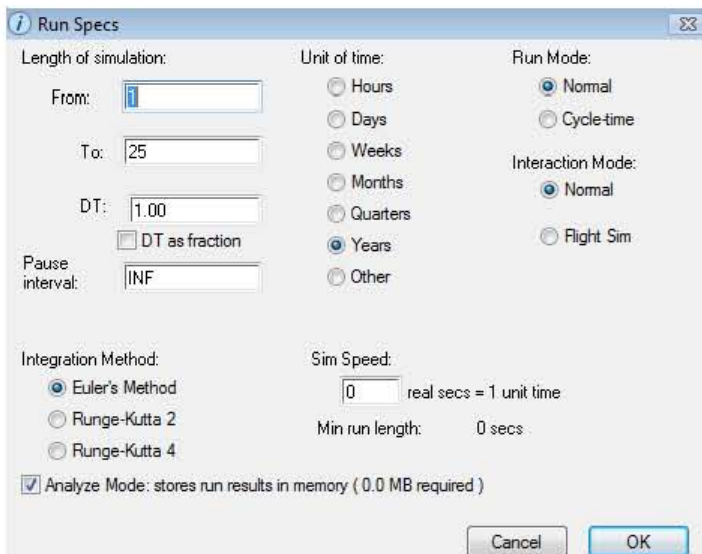 Run Specs
Length of simulation:
From: 1
To: 25
DT: 1.00
DT as fraction
Pause interval: INF
Unit of time:
Hours
Days
Weeks
Months
Quarters
Years
Other
Run Mode:
Normal
Cycle-time
Interaction Mode:
Normal
Flight Sim
Integration Method:
Euler's Method
Runge-Kutta 2
Runge-Kutta 4
Sim Speed:
0 real secs = 1 unit time
Min run length: 0 secs
Analyze Mode: stores run results in memory ( 0.0 MB required )
Cancel OK